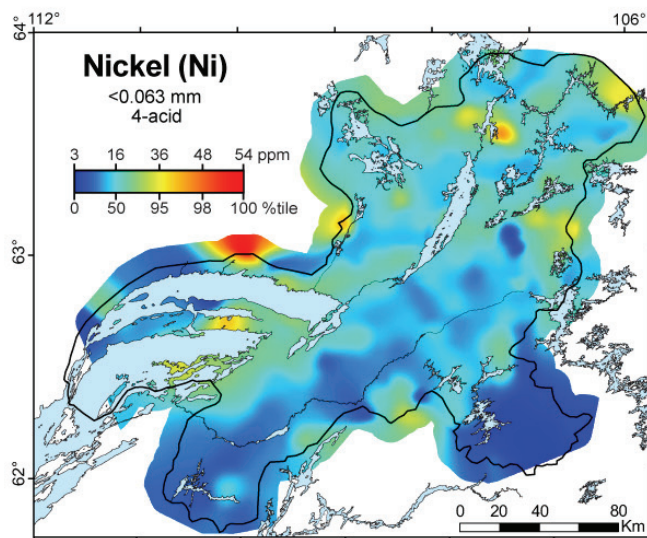 112° 106°
64°
Nickel (Ni)
<0.063 mm
4-acid
3 16 36 48 54 ppm
0 50 95 98 100 %tile
63°
62°
0 20 40 60 80
Km